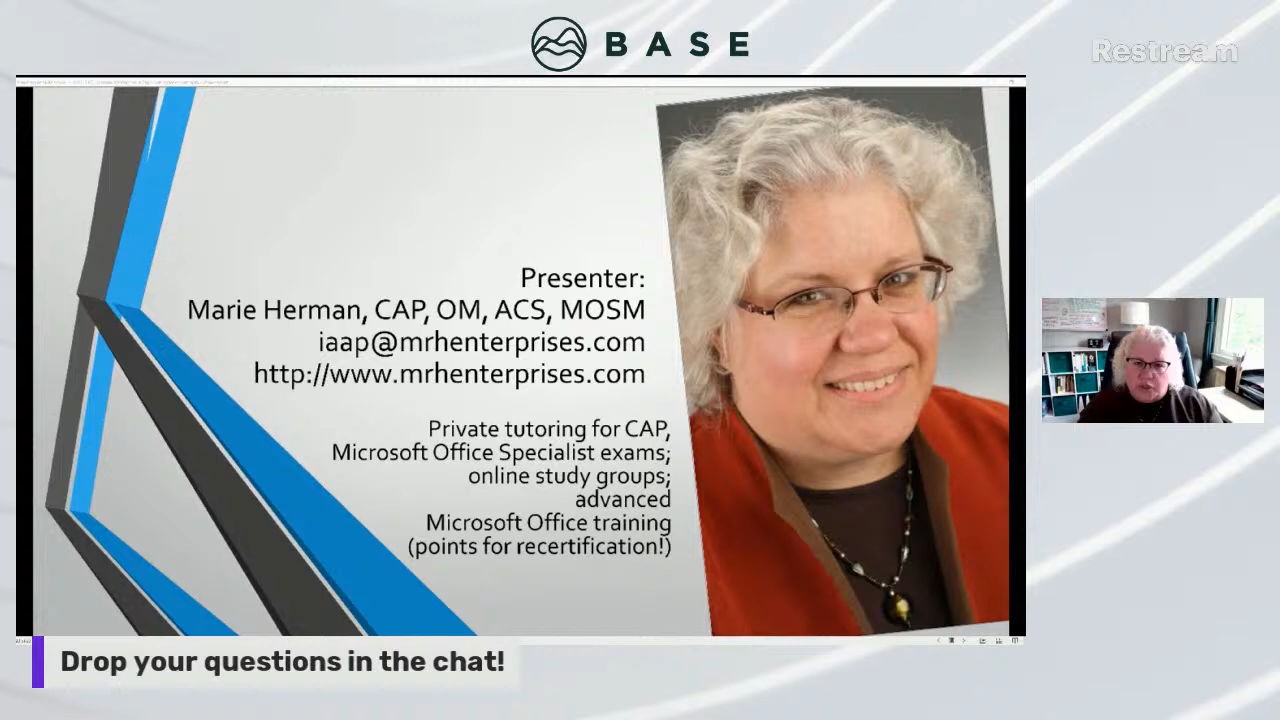 BASE
Restream
Presenter:
Marie Herman, CAP, OM, ACS, MOSM
iaap@mrhenterprises.com
http://www.mrhenterprises.com
Private tutoring for CAP,
Microsoft Office Specialist exams;
online study groups;
advanced
Microsoft Office training
(points for recertification!)
Drop your questions in the chat!